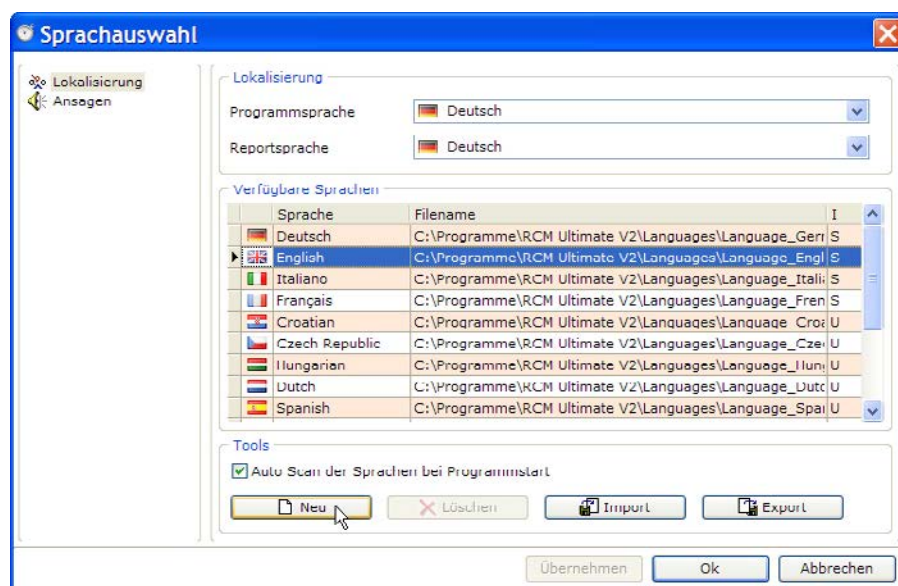 Sprachauswahl
Lokalisierung
Ansagen
Lokalisierung
Programmsprache Deutsch
Reportsprache Deutsch
Verfügbare Sprachen
Sprache Filename I
Deutsch C:\Programme\RCM Ultimate V2\Languages\Language_Gerr S
English C:\Programme\RCM Ultimate V2\Languages\Language_Engl S
Italiano C:\Programme\RCM Ultimate V2\Languages\Language_Itali S
Français C:\Programme\RCM Ultimate V2\Languages\Language_Fren S
Croatian C:\Programme\RCM Ultimate V2\Languages\Language_Croa U
Czech Republic C:\Programme\RCM Ultimate V2\Languages\Language_Cze U
Hungarian C:\Programme\RCM Ultimate V2\Languages\Language_Hung U
Dutch C:\Programme\RCM Ultimate V2\Languages\Language_Dutc U
Spanish C:\Programme\RCM Ultimate V2\Languages\Language_Spai U
Tools
Auto Scan der Sprachen bei Programmstart
Neu Löschen Import Export
Übernehmen Ok Abbrechen